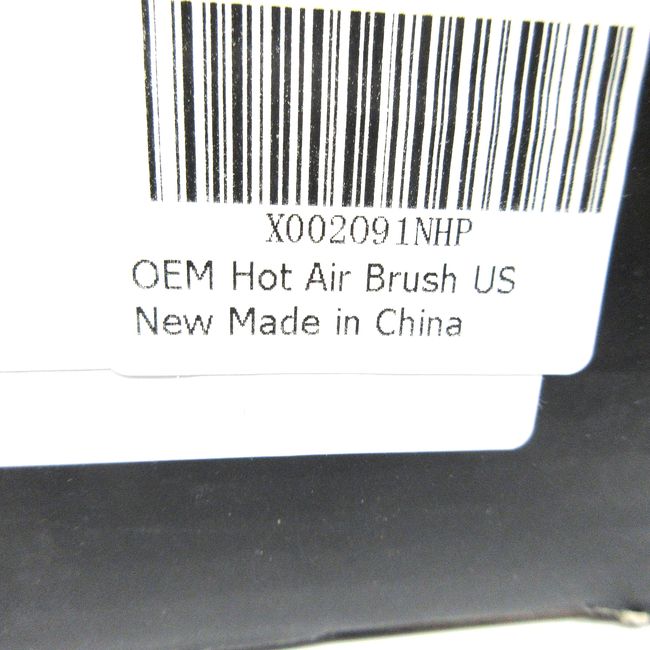 X002091NHP
OEM Hot Air Brush US
New Made in China